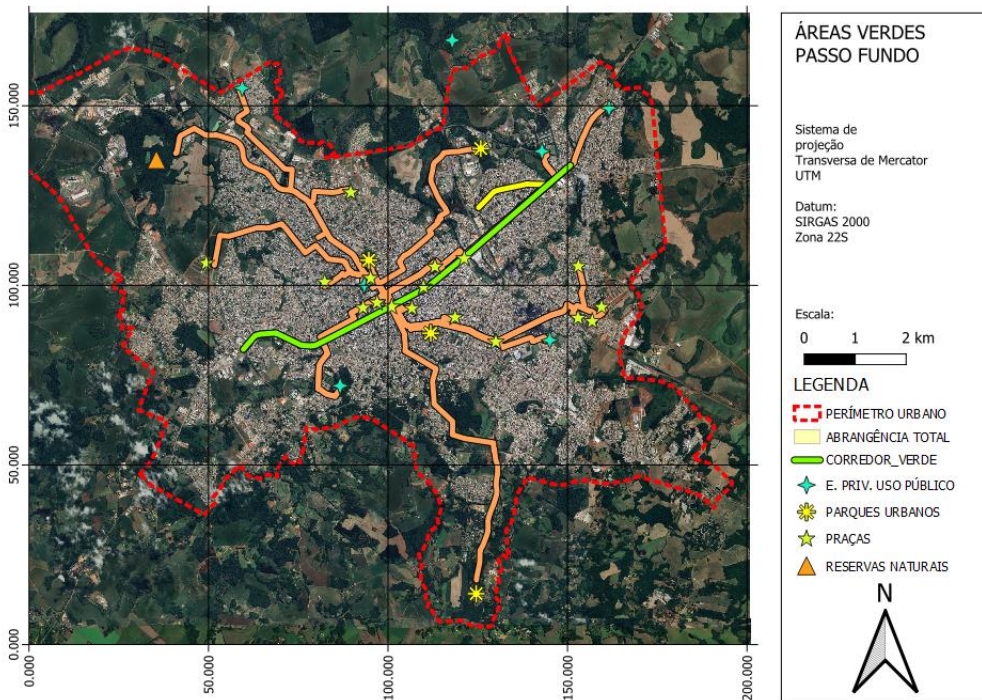 ÁREAS VERDES
PASSO FUNDO
Sistema de
projeção
Transversa de Mercator
UTM
Datum:
SIRGAS 2000
Zona 22S
Escala:
0 1 2 km
LEGENDA
PERÍMETRO URBANO
ABRANGÊNCIA TOTAL
CORREDOR_VERDE
E. PRIV. USO PÚBLICO
PARQUES URBANOS
PRAÇAS
RESERVAS NATURAIS
N
150.000
100.000
50.000
0.000
0.000
50.000
100.000
150.000
200.000